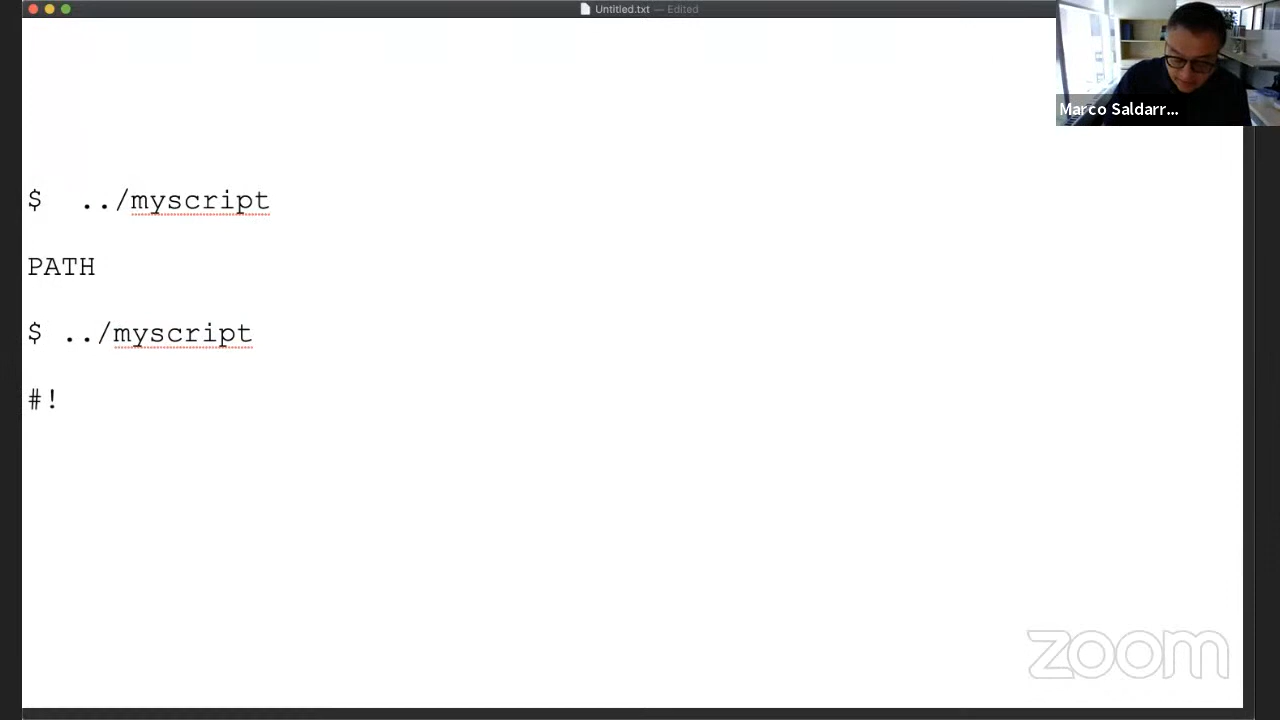 Untitled.txt — Edited
Marco Saldarr...
$  ../myscript
PATH
$ ../myscript
#!
zoom